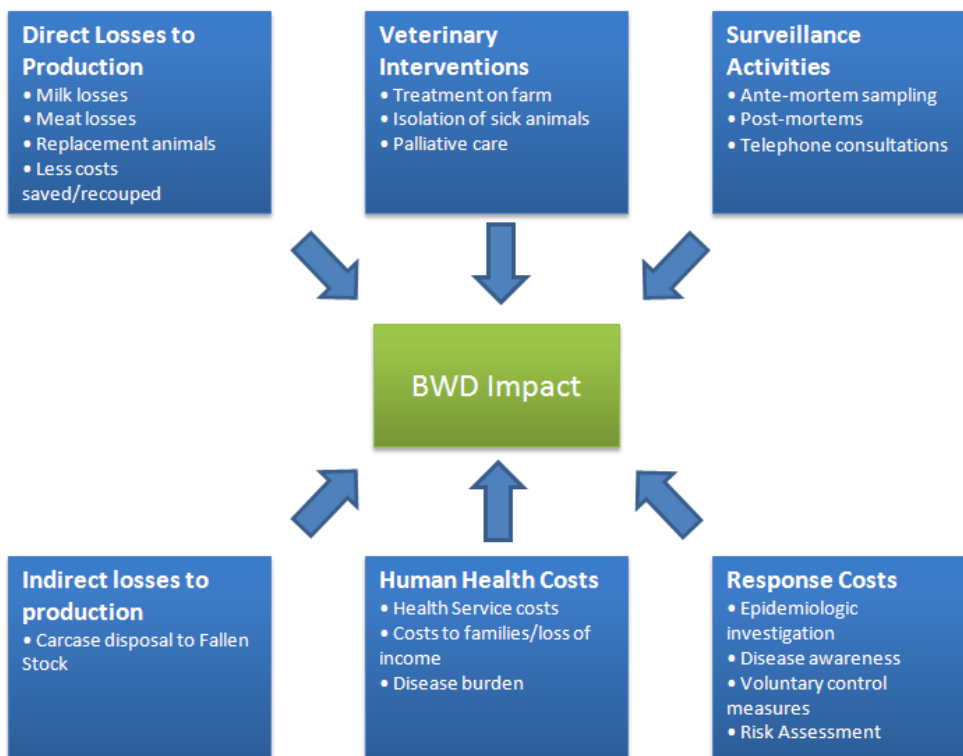 Direct Losses to
Production
• Milk losses
• Meat losses
• Replacement animals
• Less costs
saved/recouped
Veterinary
Interventions
• Treatment on farm
• Isolation of sick animals
• Palliative care
Surveillance
Activities
• Ante-mortem sampling
• Post-mortems
• Telephone consultations
BWD Impact
Indirect losses to
production
• Carcase disposal to Fallen
Stock
Human Health Costs
• Health Service costs
• Costs to families/loss of
income
• Disease burden
Response Costs
• Epidemiologic
investigation
• Disease awareness
• Voluntary control
measures
• Risk Assessment